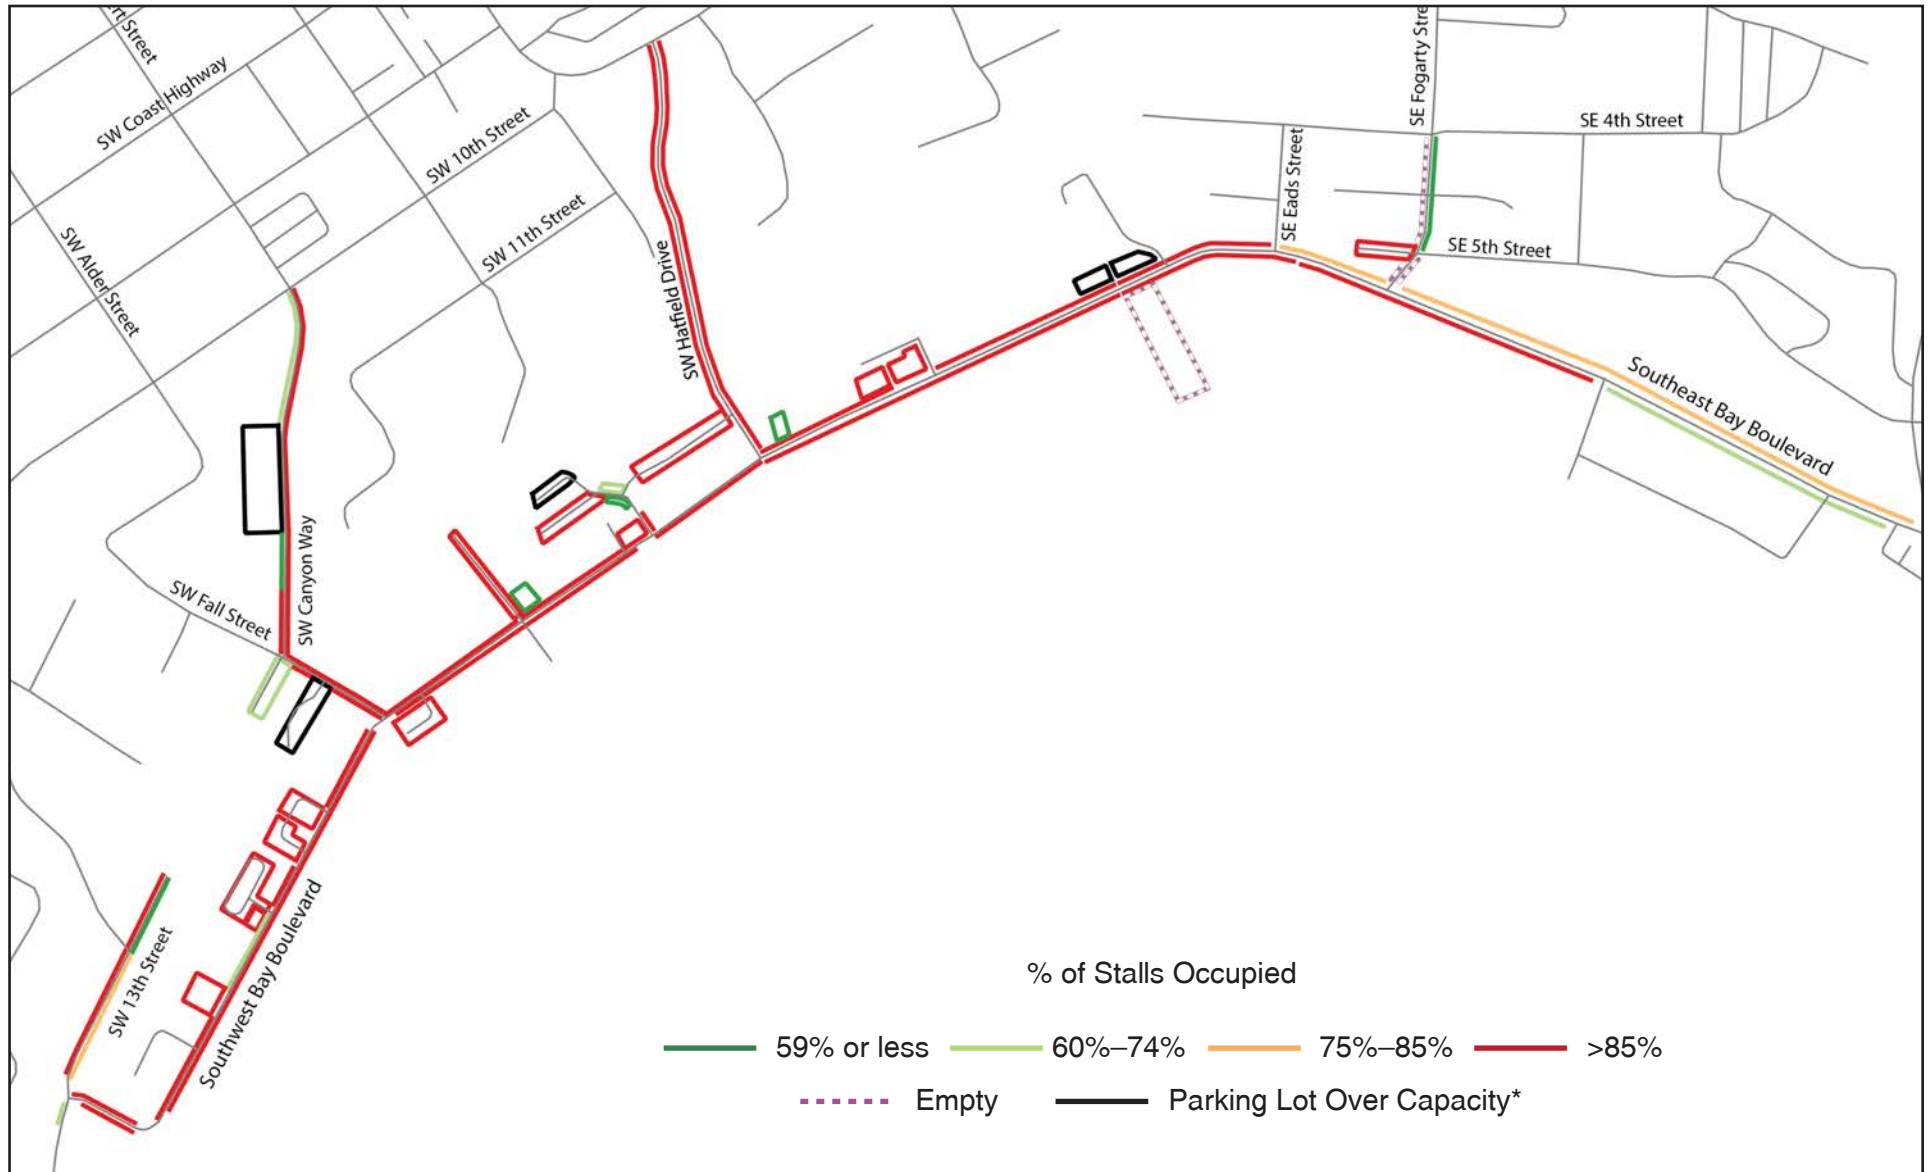 rt Street
SW Coast Highway
SW 10th Street
SW 11th Street
SW Alder Street
SW Hatfield Drive
SE Fogarty Stre
SE 4th Street
SE Eads Street
SE 5th Street
Southeast Bay Boulevard
SW Canyon Way
SW Fall Street
SW 13th Street
Southwest Bay Boulevard
% of Stalls Occupied
59% or less
60%–74%
75%–85%
>85%
Empty
Parking Lot Over Capacity*